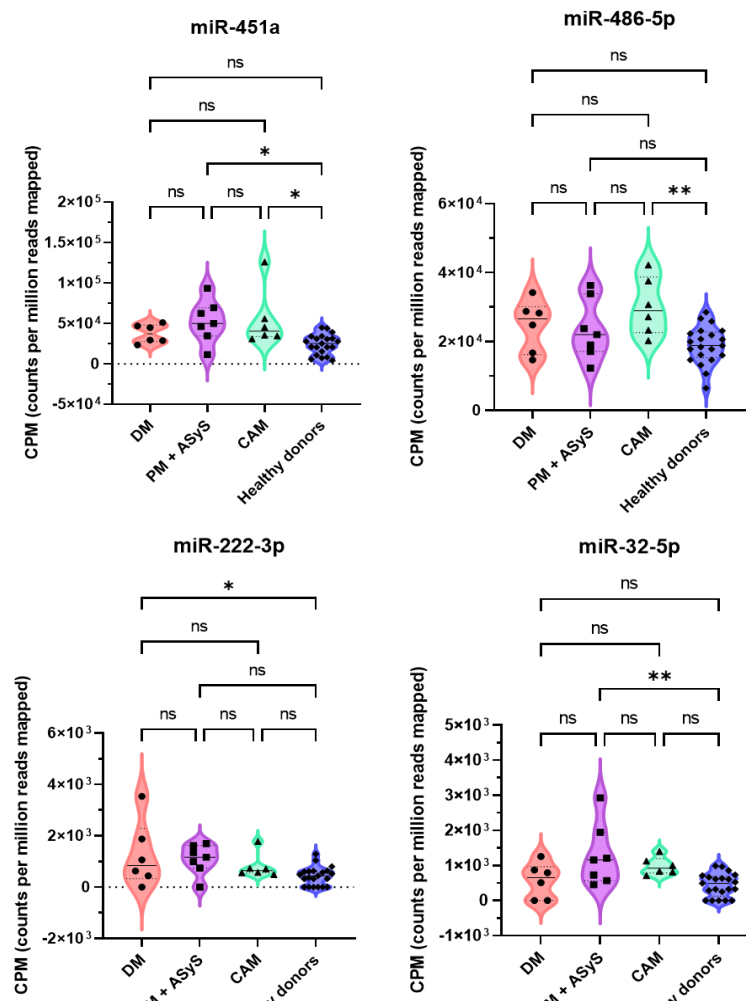 miR-451a
ns
ns
*
ns
ns
*
CPM (counts per million reads mapped)
2×10⁵
1×10⁵
1×10⁵
5×10⁴
0
-5×10⁴
DM
PM + ASyS
CAM
Healthy donors
miR-486-5p
ns
ns
ns
ns
ns
**
CPM (counts per million reads mapped)
6×10⁴
4×10⁴
2×10⁴
0
DM
PM + ASyS
CAM
Healthy donors
miR-222-3p
*
ns
ns
ns
ns
ns
CPM (counts per million reads mapped)
6×10³
4×10³
2×10³
0
-2×10³
DM
+ ASyS
CAM
donors
miR-32-5p
ns
ns
**
ns
ns
ns
CPM (counts per million reads mapped)
5×10³
4×10³
3×10³
2×10³
1×10³
0
-1×10³
DM
+ ASyS
CAM
donors